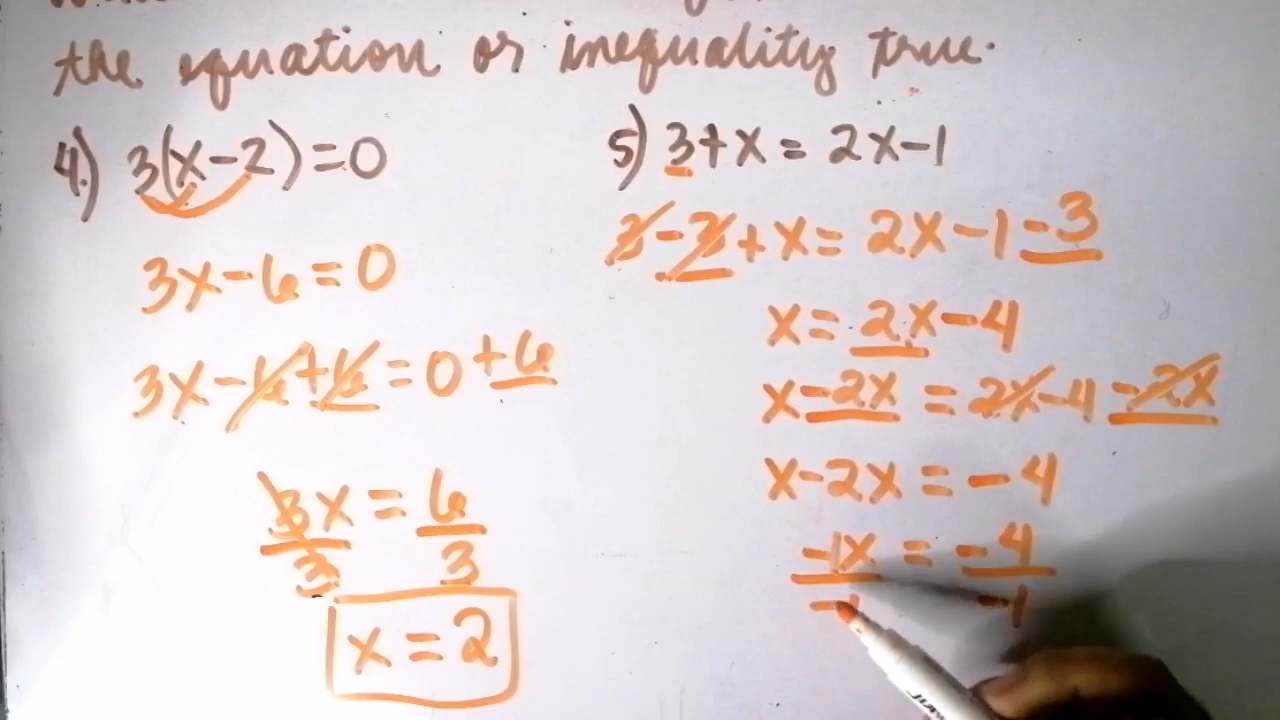 the equation or inequality true.
4.) 3(x-2)=0
3x-6=0
3x-6+6=0+6
3x = 6
3 3
x=2
5) 3+x = 2x-1
3-3+x=2x-1-3
x=2x-4
x-2x = 2x-4-2x
x-2x = -4
-1x = -4
-1 -1